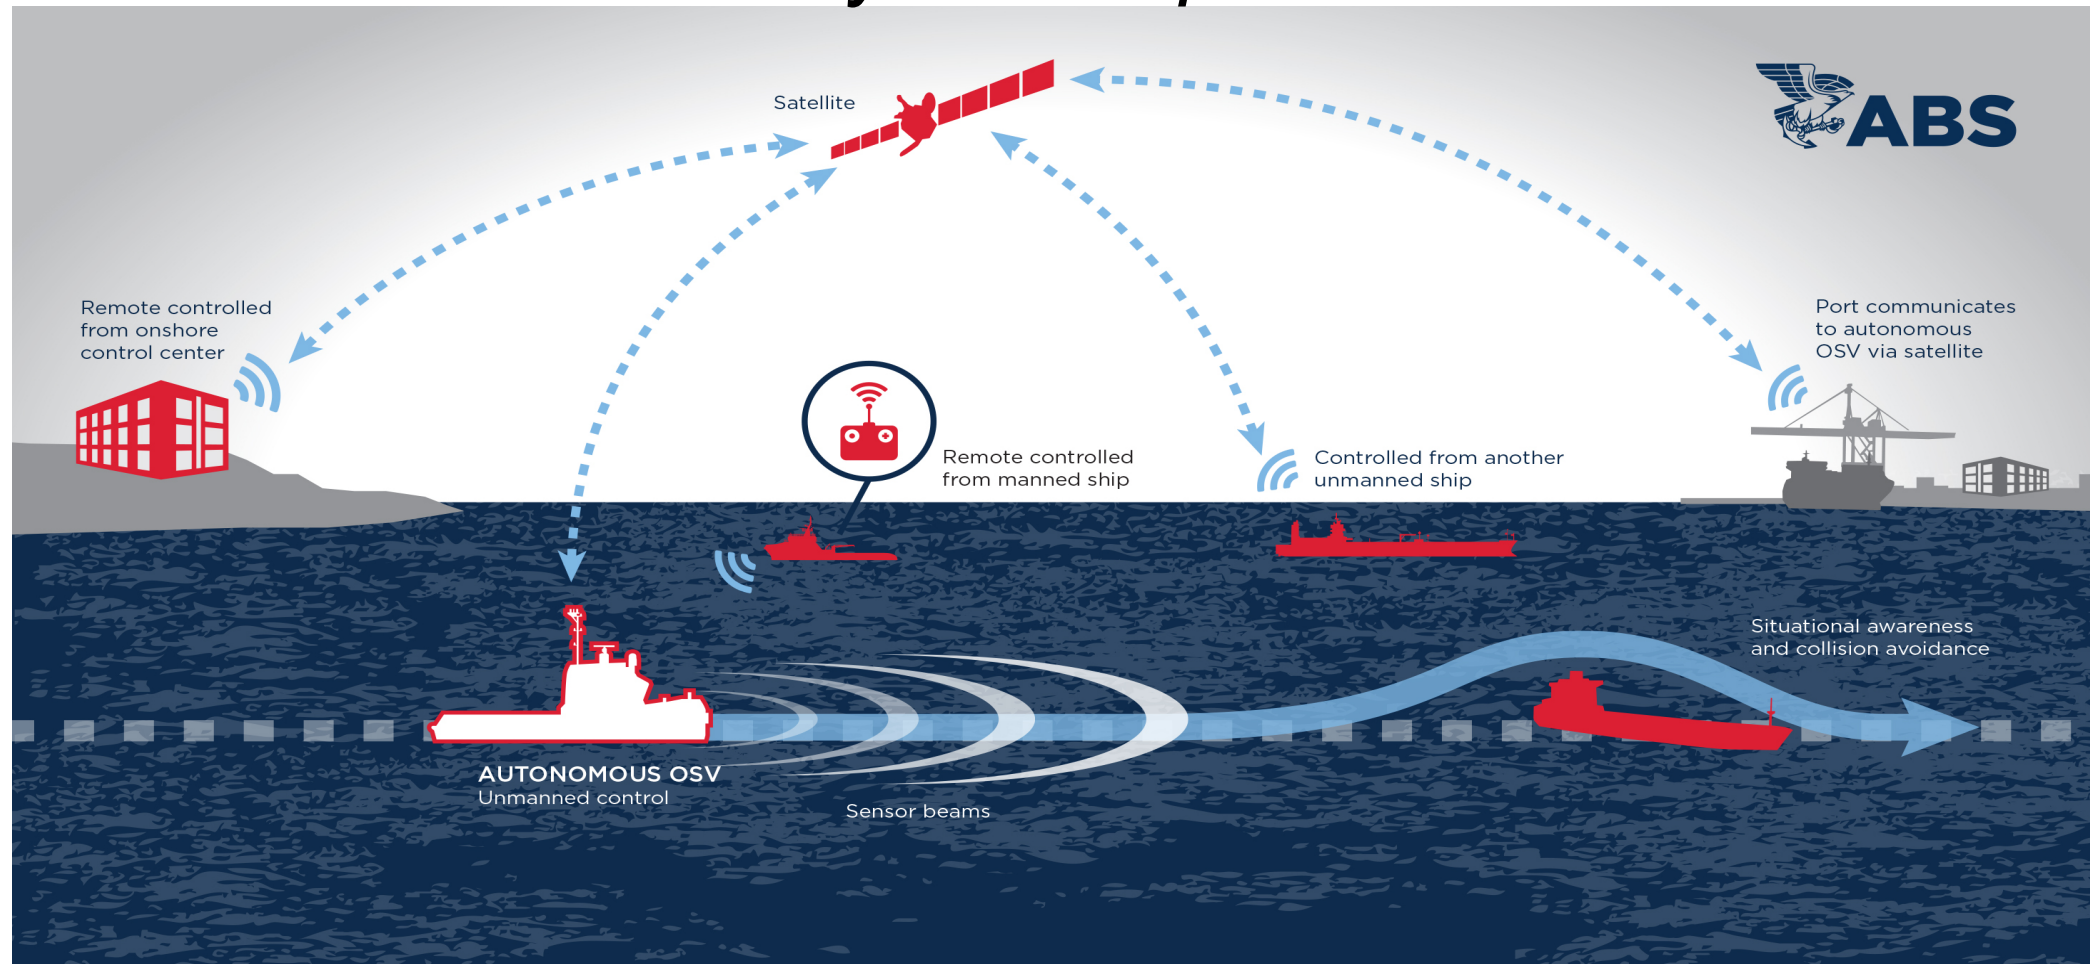 Satellite
ABS
Remote controlled
from onshore
control center
Port communicates
to autonomous
OSV via satellite
Remote controlled
from manned ship
Controlled from another
unmanned ship
Situational awareness
and collision avoidance
AUTONOMOUS OSV
Unmanned control
Sensor beams